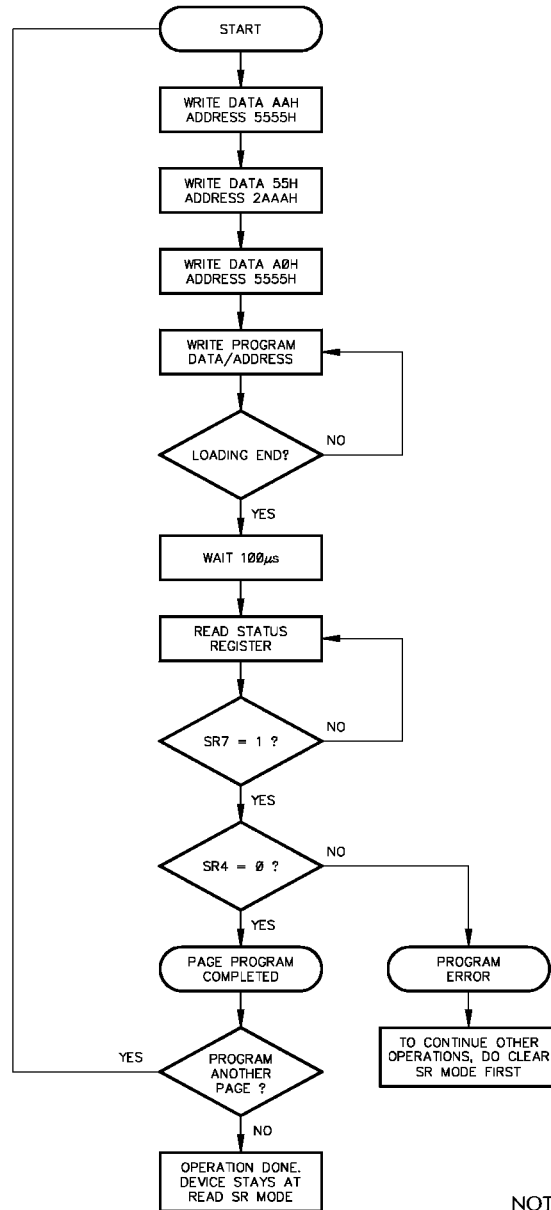 START
WRITE DATA AAH
ADDRESS 5555H
WRITE DATA 55H
ADDRESS 2AAAH
WRITE DATA A0H
ADDRESS 5555H
WRITE PROGRAM
DATA/ADDRESS
LOADING END?
NO
YES
WAIT 100µs
READ STATUS
REGISTER
SR7 = 1 ?
NO
YES
SR4 = 0 ?
NO
YES
PAGE PROGRAM
COMPLETED
PROGRAM
ERROR
TO CONTINUE OTHER
OPERATIONS, DO CLEAR
SR MODE FIRST
YES
PROGRAM
ANOTHER
PAGE ?
NO
OPERATION DONE.
DEVICE STAYS AT
READ SR MODE
NOT